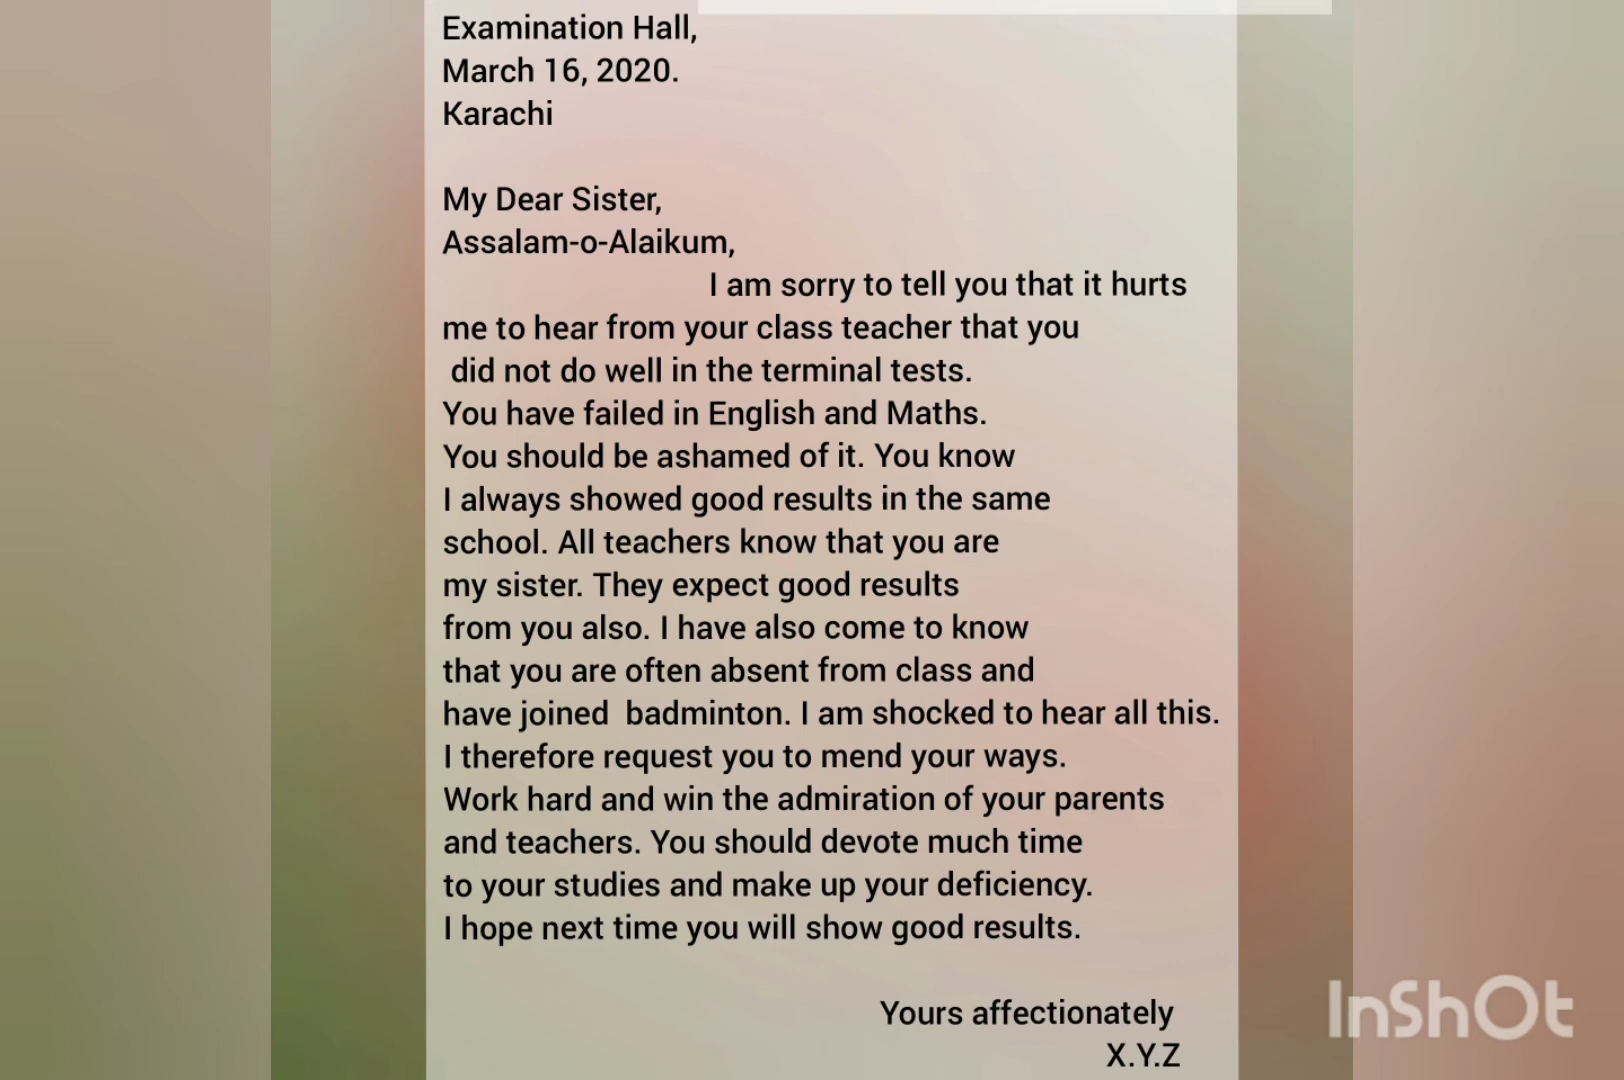 Examination Hall,
March 16, 2020.
Karachi
My Dear Sister,
Assalam-o-Alaikum,
I am sorry to tell you that it hurts
me to hear from your class teacher that you
did not do well in the terminal tests.
You have failed in English and Maths.
You should be ashamed of it. You know
I always showed good results in the same
school. All teachers know that you are
my sister. They expect good results
from you also. I have also come to know
that you are often absent from class and
have joined  badminton. I am shocked to hear all this.
I therefore request you to mend your ways.
Work hard and win the admiration of your parents
and teachers. You should devote much time
to your studies and make up your deficiency.
I hope next time you will show good results.
Yours affectionately
X.Y.Z
InShOt